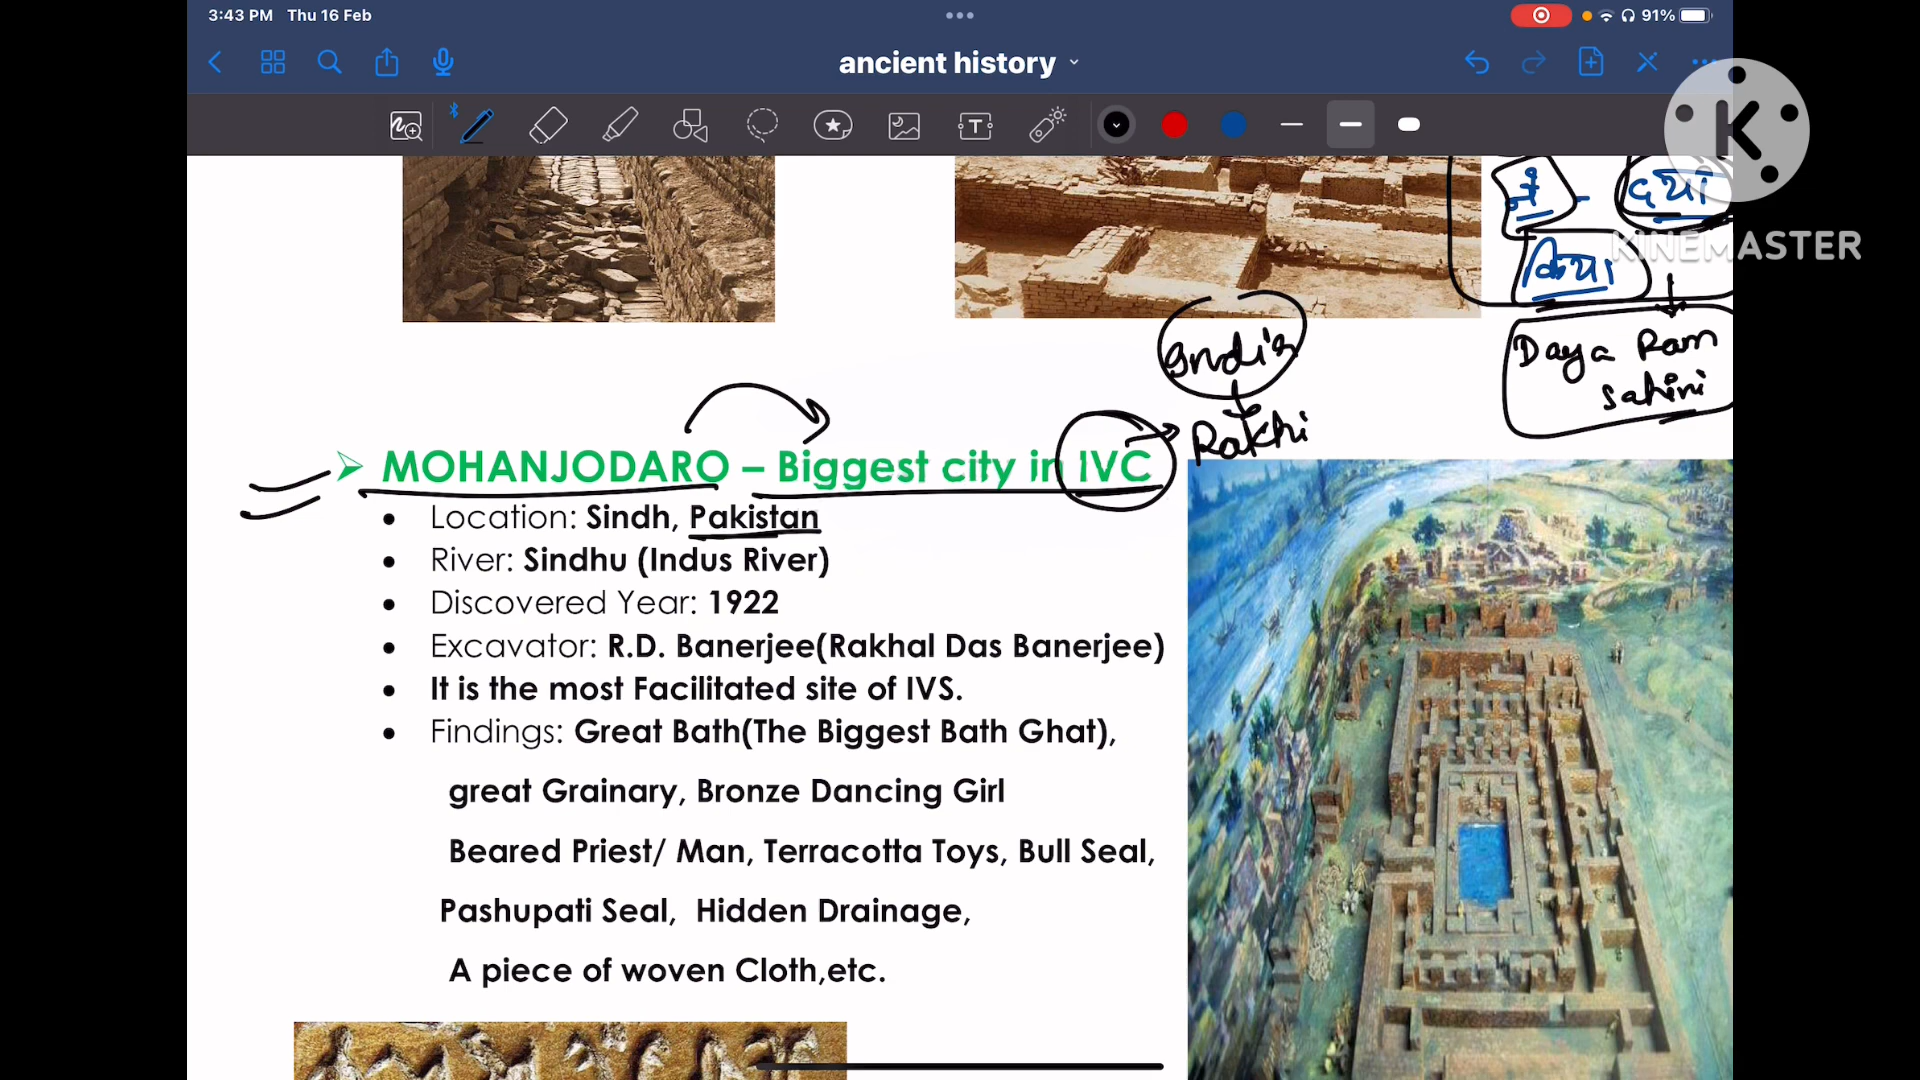 3:43 PM Thu 16 Feb
91%
ancient history
K
KINEMASTER
T
Daya Ram
Sahini
Rakhi
➢ MOHANJODARO – Biggest city in IVC
• Location: Sindh, Pakistan
• River: Sindhu (Indus River)
• Discovered Year: 1922
• Excavator: R.D. Banerjee(Rakhal Das Banerjee)
• It is the most Facilitated site of IVS.
• Findings: Great Bath(The Biggest Bath Ghat),
great Grainary, Bronze Dancing Girl
Beared Priest/ Man, Terracotta Toys, Bull Seal,
Pashupati Seal, Hidden Drainage,
A piece of woven Cloth,etc.